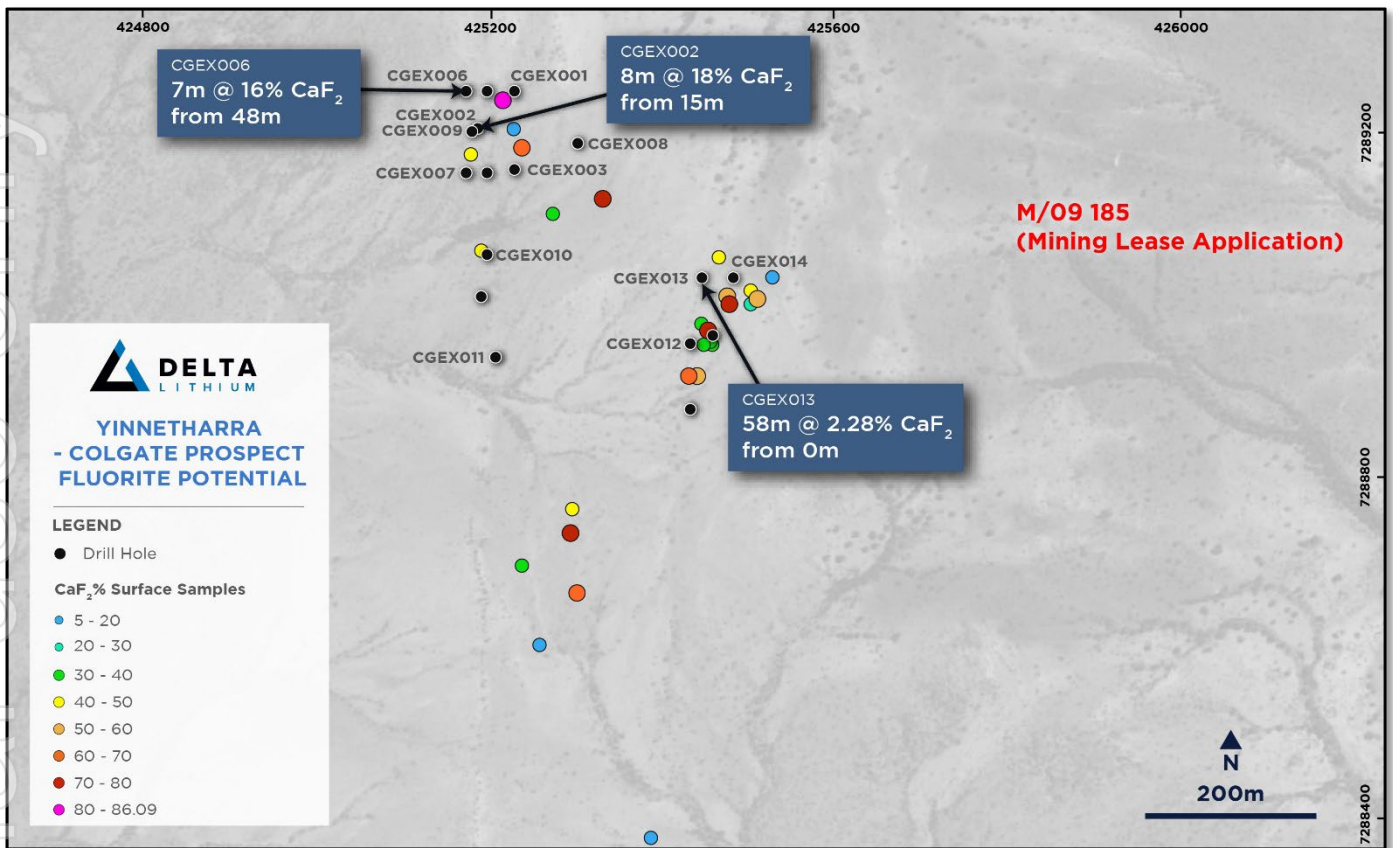 424800
425200
425600
426000
CGEX006
7m @ 16% CaF₂
from 48m
CGEX002
8m @ 18% CaF₂
from 15m
CGEX006
CGEX001
CGEX002
CGEX009
CGEX008
CGEX007
CGEX003
7289200
M/09 185
(Mining Lease Application)
CGEX010
CGEX013
CGEX014
CGEX012
CGEX011
CGEX013
58m @ 2.28% CaF₂
from 0m
7288800
DELTA
LITHIUM
YINNETHARRA
- COLGATE PROSPECT
FLUORITE POTENTIAL
LEGEND
Drill Hole
CaF₂% Surface Samples
5 - 20
20 - 30
30 - 40
40 - 50
50 - 60
60 - 70
70 - 80
80 - 86.09
N
200m
7288400